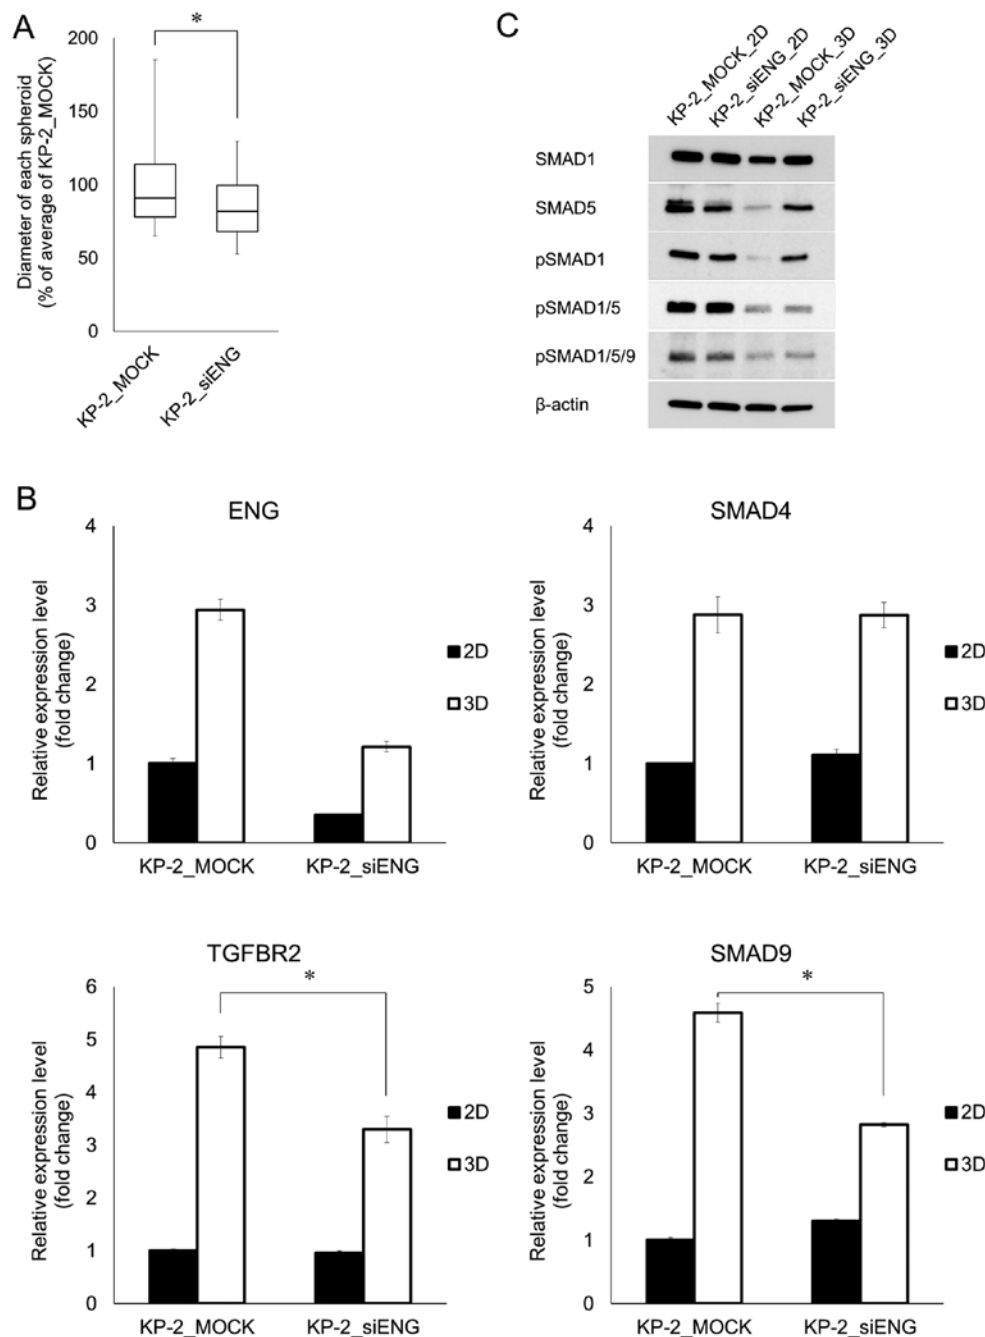 A
*
Diameter of each spheroid
(% of average of KP-2_MOCK)
200
150
100
50
0
KP-2_MOCK
KP-2_siENG
C
KP-2_MOCK_2D
KP-2_siENG_2D
KP-2_MOCK_3D
KP-2_siENG_3D
SMAD1
SMAD5
pSMAD1
pSMAD1/5
pSMAD1/5/9
β-actin
B
ENG
Relative expression level
(fold change)
4
3
2
1
0
2D
3D
KP-2_MOCK
KP-2_siENG
SMAD4
Relative expression level
(fold change)
4
3
2
1
0
2D
3D
KP-2_MOCK
KP-2_siENG
TGFBR2
*
Relative expression level
(fold change)
6
5
4
3
2
1
0
2D
3D
KP-2_MOCK
KP-2_siENG
SMAD9
*
Relative expression level
(fold change)
5
4
3
2
1
0
2D
3D
KP-2_MOCK
KP-2_siENG